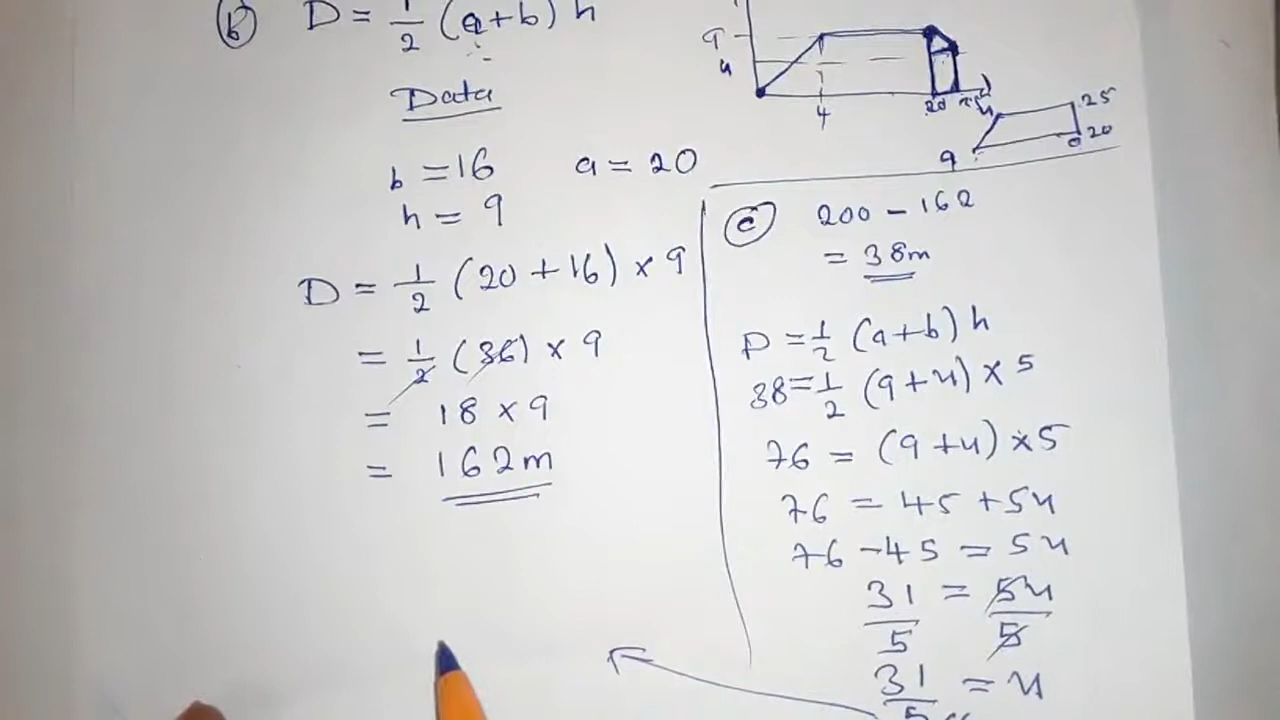 (b) D = 1/2 (a+b) h
Data
b = 16 a = 20
h = 9
D = 1/2 (20 + 16) × 9
= 1/2 (36) × 9
= 18 × 9
= 162m
9
u
4
20 25
u 25
9 20
(c) 200 - 162
= 38m
D = 1/2 (a+b) h
38 = 1/2 (9+u) × 5
76 = (9+u) × 5
76 = 45 + 5u
76 - 45 = 5u
31/5 = 5u/5
31/5 = u